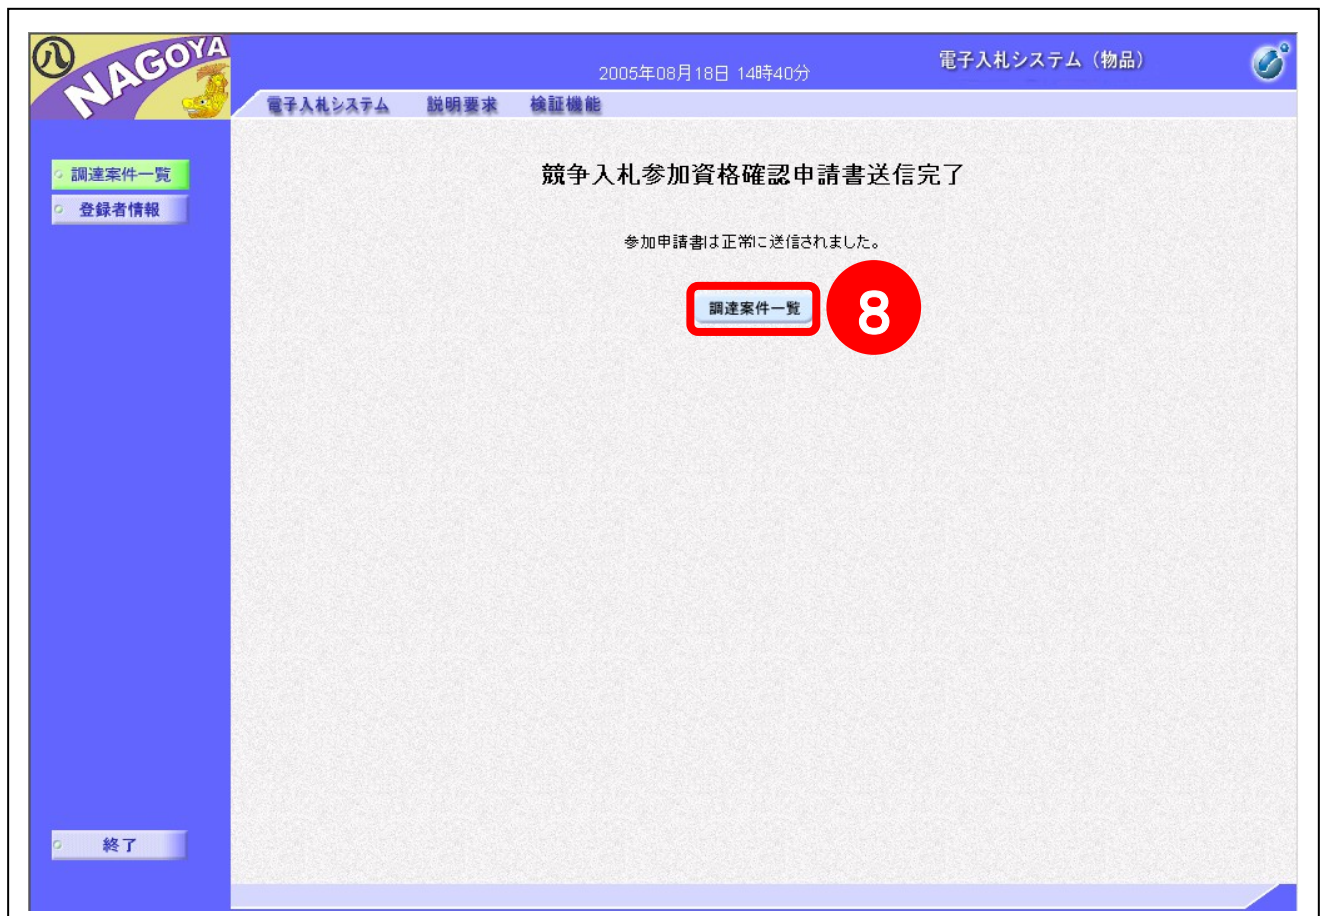 八
NAGOYA
2005年08月18日 14時40分
電子入札システム（物品）
電子入札システム 説明要求 検証機能
調達案件一覧
登録者情報
競争入札参加資格確認申請書送信完了
参加申請書は正常に送信されました。
調達案件一覧
8
終了